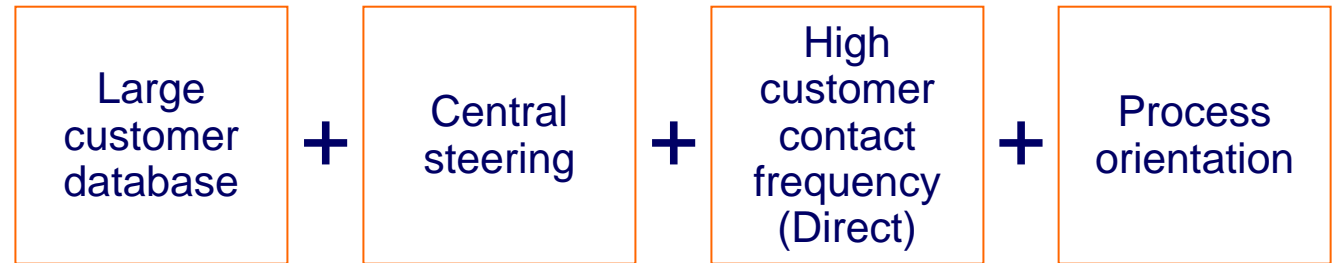 Large
customer
database
+
Central
steering
+
High
customer
contact
frequency
(Direct)
+
Process
orientation